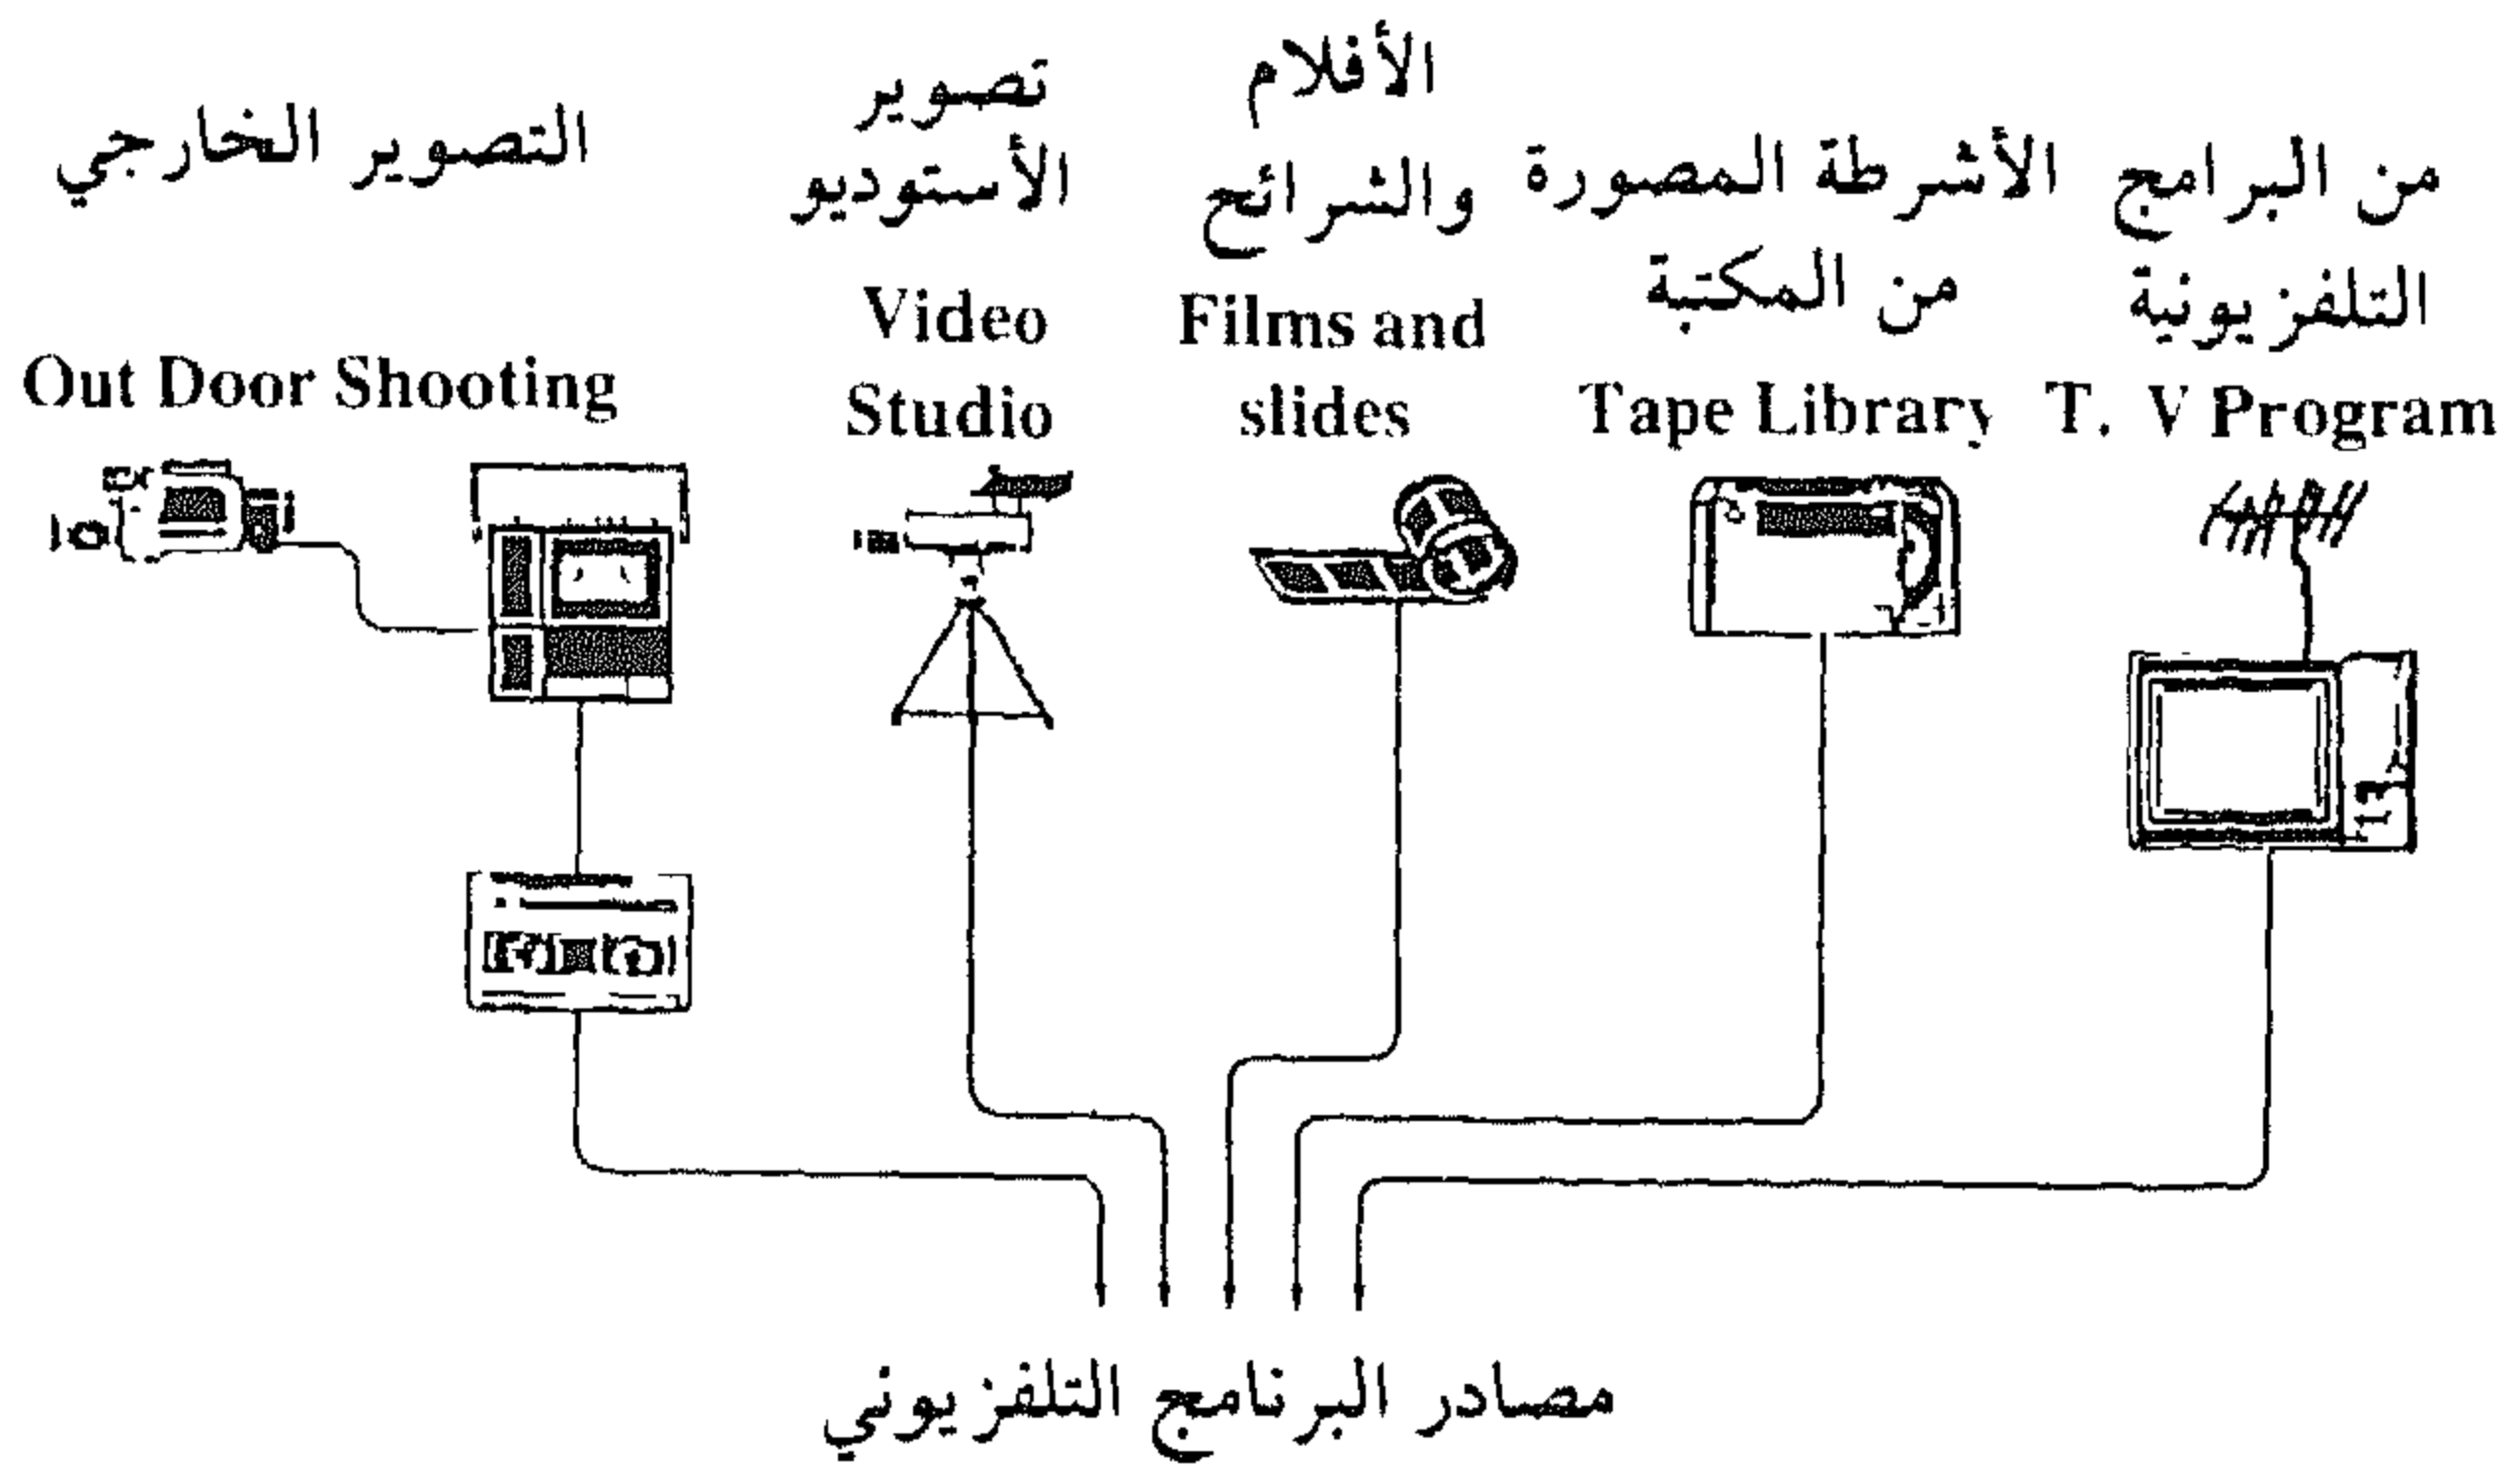 من البرامج
التلفزيونية
T. V Program
الأشرطة المصورة
من المكتبة
Tape Library
الأفلام
والشرائح
Films and
slides
تصوير
الأستوديو
Video
Studio
التصوير الخارجي
Out Door Shooting
مصادر البرنامج التلفزيوني